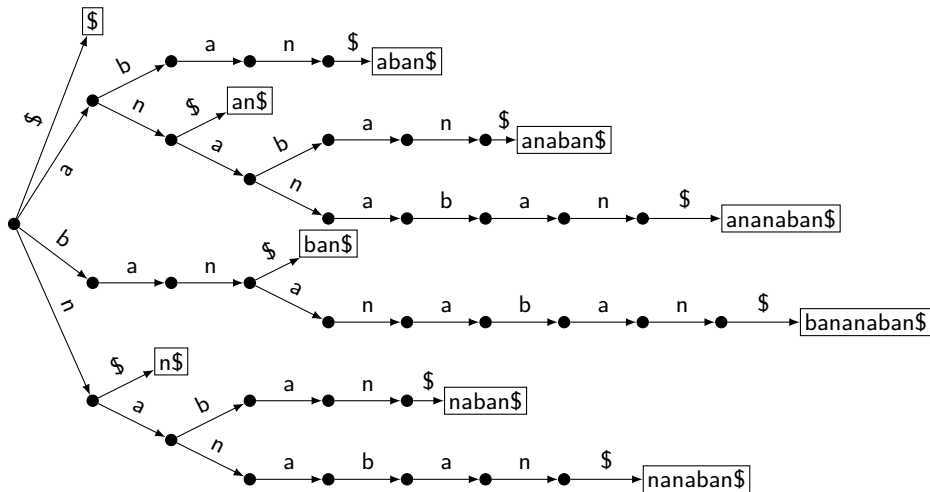 $
b a n $ aban$
$ a n $ an$
a b a n $ anaban$
n a b a n $ ananaban$
b a n $ ban$
a n a b a n $ bananaban$
n $ n$
a b a n $ naban$
n a b a n $ nanaban$